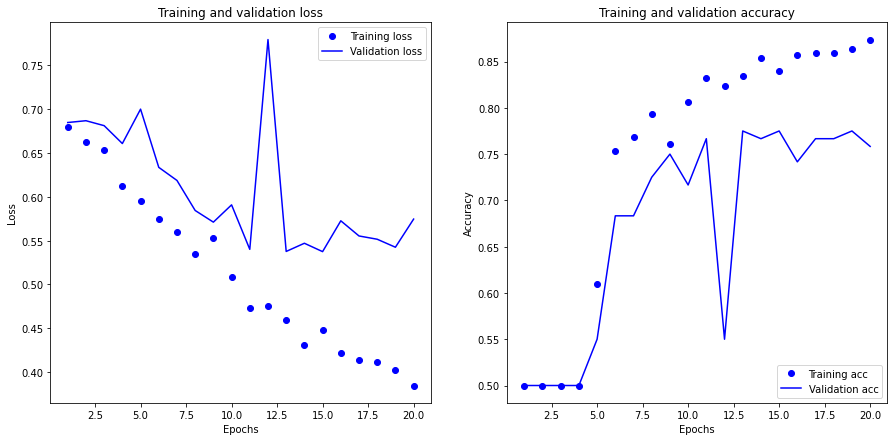 Training and validation loss
Training loss
Validation loss
0.75
0.70
0.65
0.60
0.55
0.50
0.45
0.40
Loss
2.5 5.0 7.5 10.0 12.5 15.0 17.5 20.0
Epochs
Training and validation accuracy
0.85
0.80
0.75
0.70
0.65
0.60
0.55
0.50
Accuracy
Training acc
Validation acc
2.5 5.0 7.5 10.0 12.5 15.0 17.5 20.0
Epochs